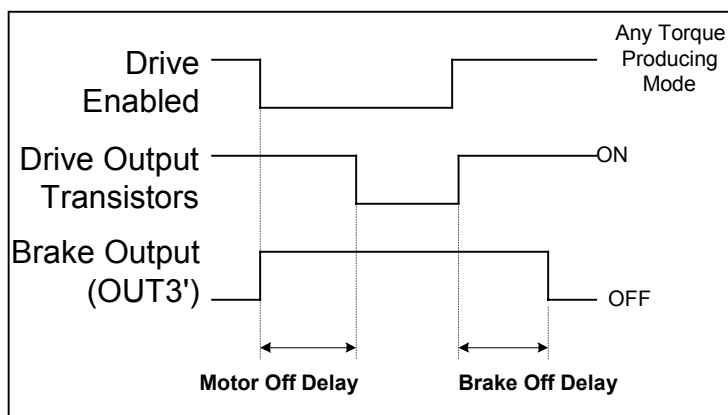 Drive
Enabled
Any Torque
Producing
Mode
Drive Output
Transistors
ON
Brake Output
(OUT3')
OFF
Motor Off Delay
Brake Off Delay